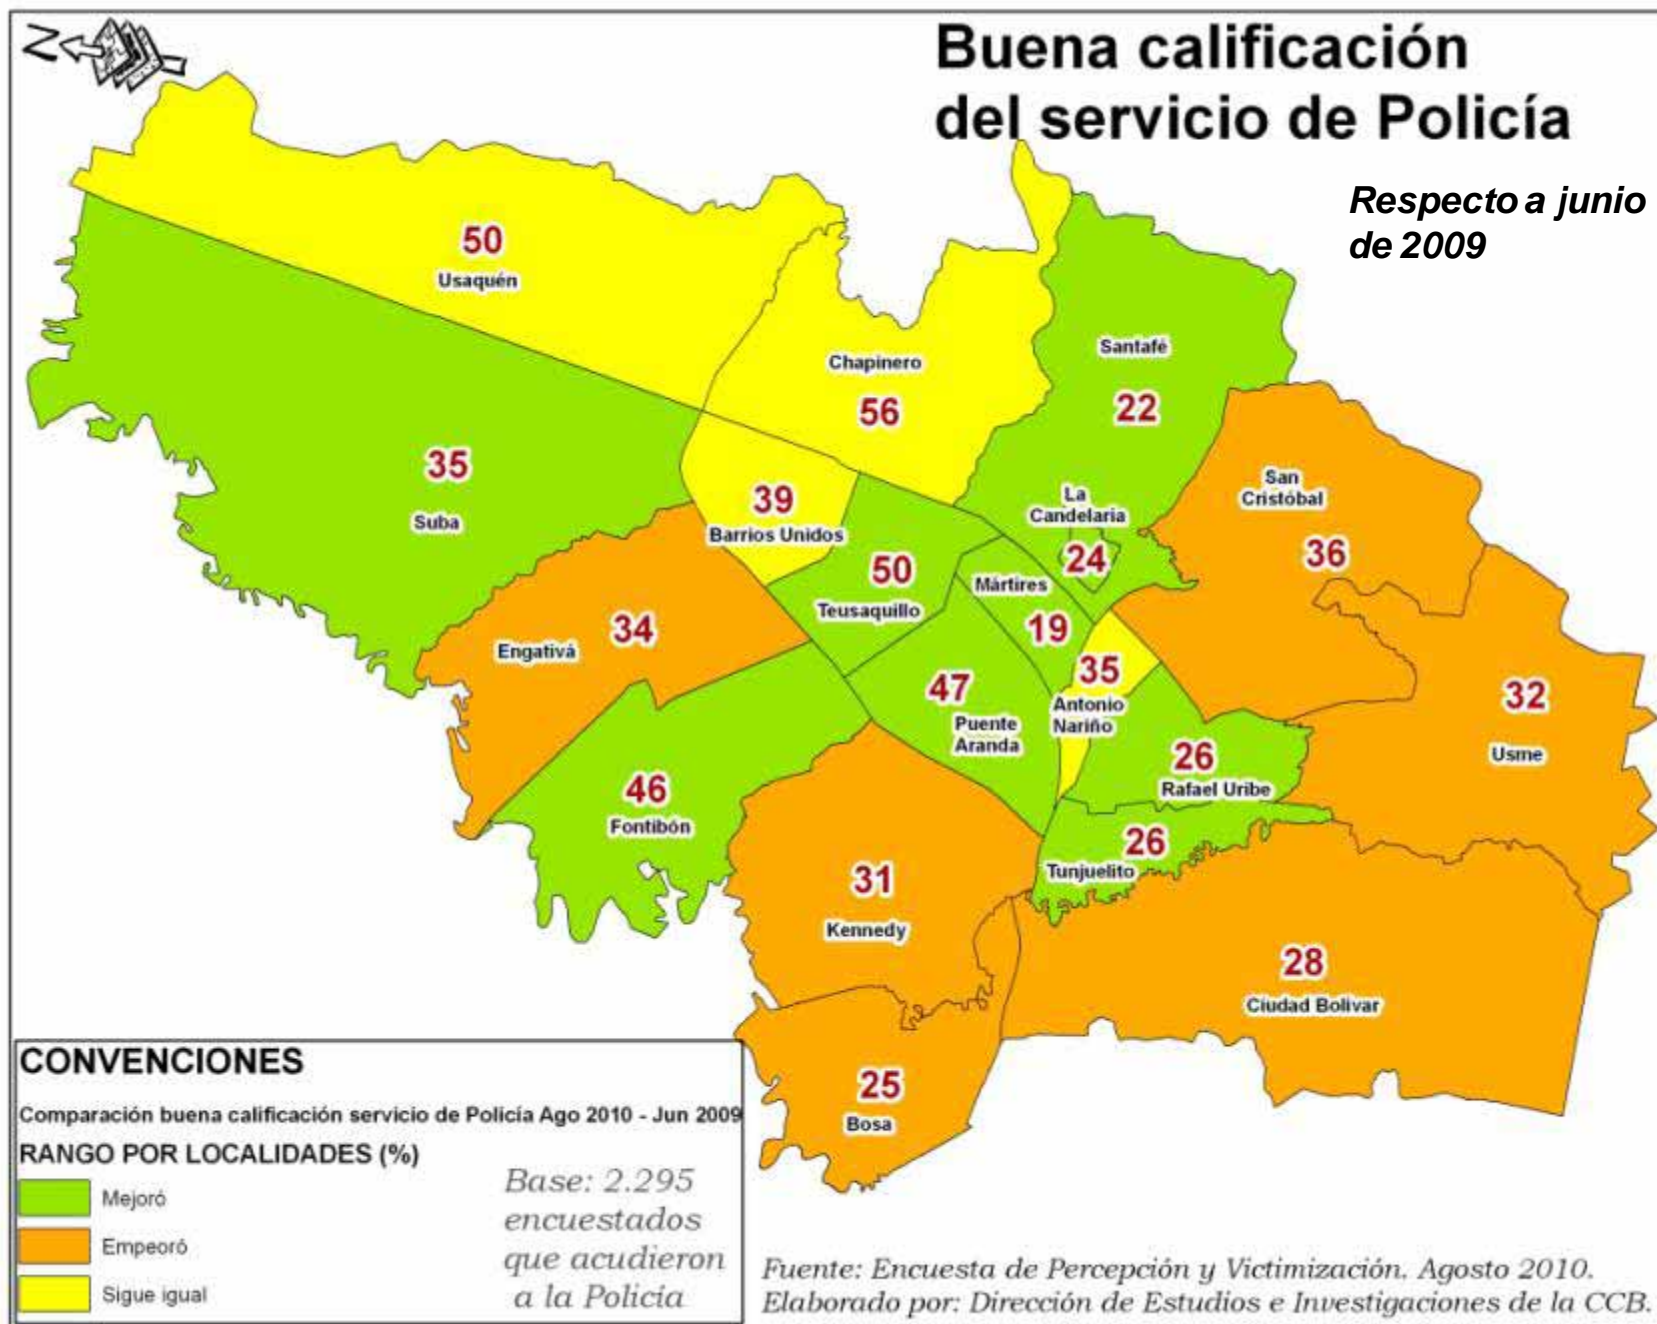 N
Buena calificación
del servicio de Policía
Respecto a junio
de 2009
50
Usaquén
Chapinero
56
Santafé
22
35
Suba
39
Barrios Unidos
La
Candelaria
24
San
Cristóbal
36
50
Teusaquillo
Mártires
19
34
Engativá
35
Antonio
Nariño
47
Puente
Aranda
32
Usme
26
Rafael Uribe
46
Fontibón
26
Tunjuelito
31
Kennedy
28
Ciudad Bolivar
25
Bosa
CONVENCIONES
Comparación buena calificación servicio de Policía Ago 2010 - Jun 2009
RANGO POR LOCALIDADES (%)
Mejoró
Empeoró
Sigue igual
Base: 2.295
encuestados
que acudieron
a la Policía
Fuente: Encuesta de Percepción y Victimización. Agosto 2010.
Elaborado por: Dirección de Estudios e Investigaciones de la CCB.